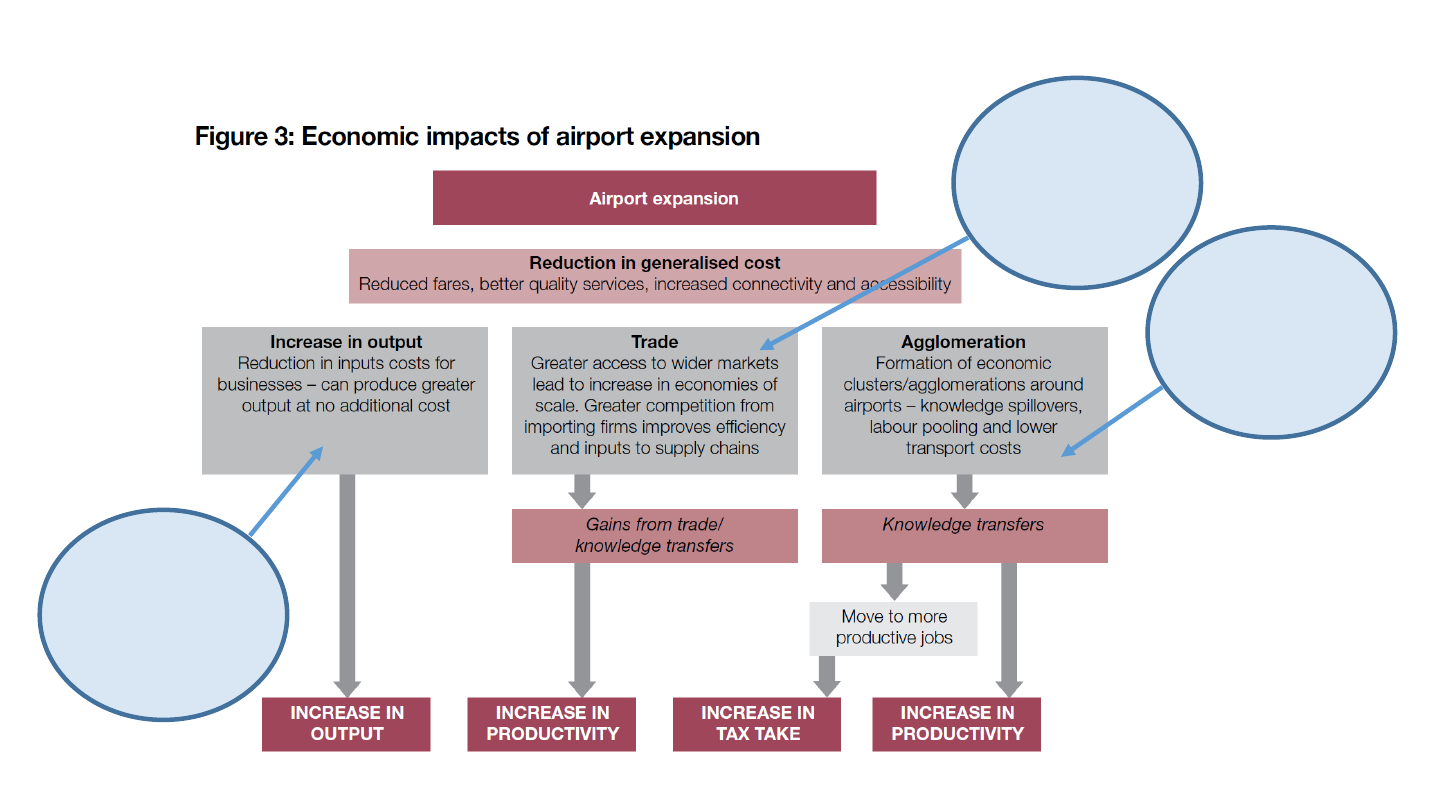 Figure 3: Economic impacts of airport expansion
Airport expansion
Reduction in generalised cost
Reduced fares, better quality services, increased connectivity and accessibility
Increase in output
Reduction in inputs costs for
businesses – can produce greater
output at no additional cost
Trade
Greater access to wider markets
lead to increase in economies of
scale. Greater competition from
importing firms improves efficiency
and inputs to supply chains
Agglomeration
Formation of economic
clusters/agglomerations around
airports – knowledge spillovers,
labour pooling and lower
transport costs
Gains from trade/
knowledge transfers
Knowledge transfers
Move to more
productive jobs
INCREASE IN
OUTPUT
INCREASE IN
PRODUCTIVITY
INCREASE IN
TAX TAKE
INCREASE IN
PRODUCTIVITY